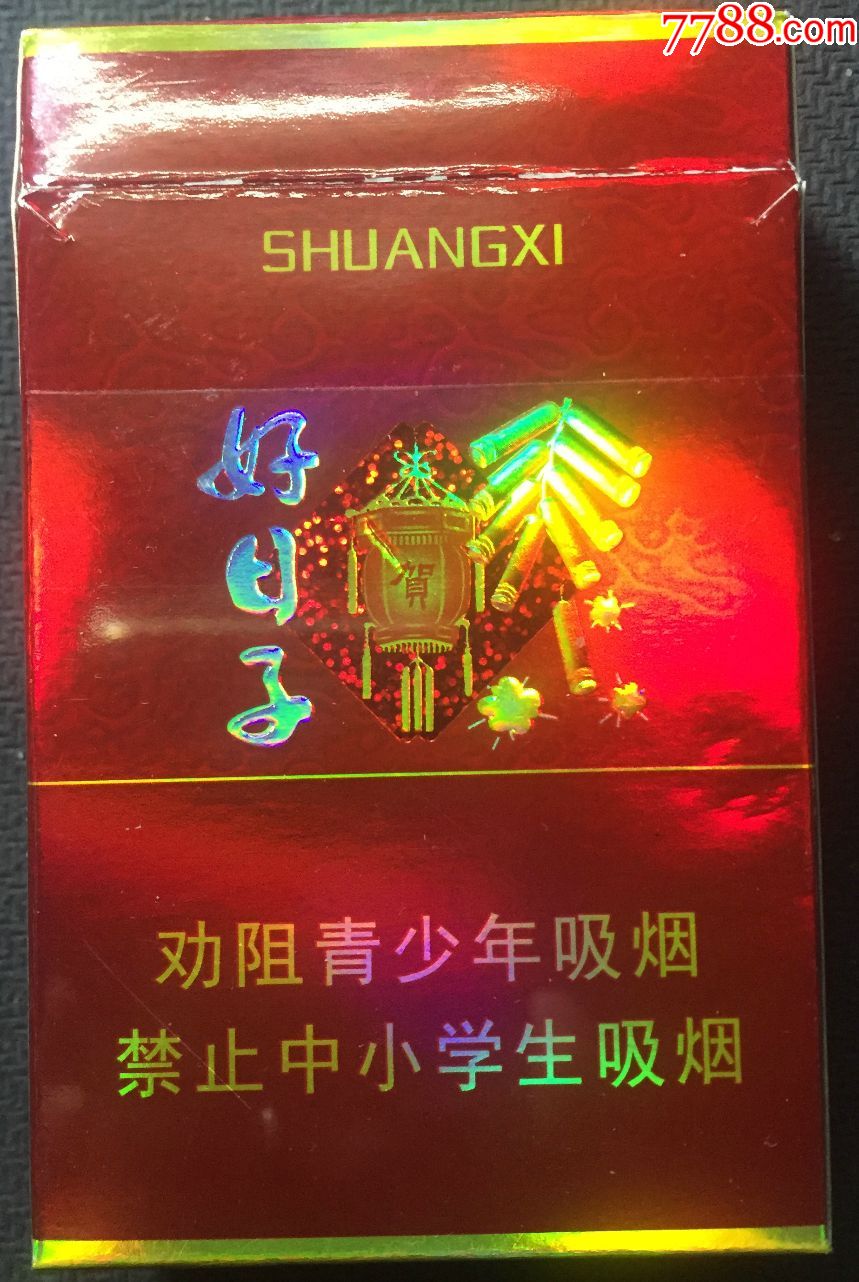 7788.com
SHUANGXI
好日子
賀
劝阻青少年吸烟
禁止中小学生吸烟